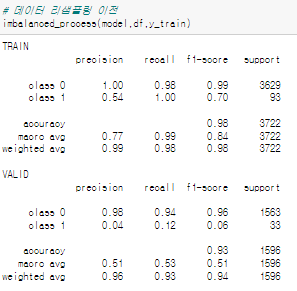 # 데이터 리샘플링 이전
imbalanced_process(model,df,y_train)
TRAIN
precision recall f1-score support
class 0 1.00 0.98 0.99 3629
class 1 0.54 1.00 0.70 93
accuracy 0.98 3722
macro avg 0.77 0.99 0.84 3722
weighted avg 0.99 0.98 0.98 3722
VALID
precision recall f1-score support
class 0 0.98 0.94 0.96 1563
class 1 0.04 0.12 0.06 33
accuracy 0.93 1596
macro avg 0.51 0.53 0.51 1596
weighted avg 0.96 0.93 0.94 1596